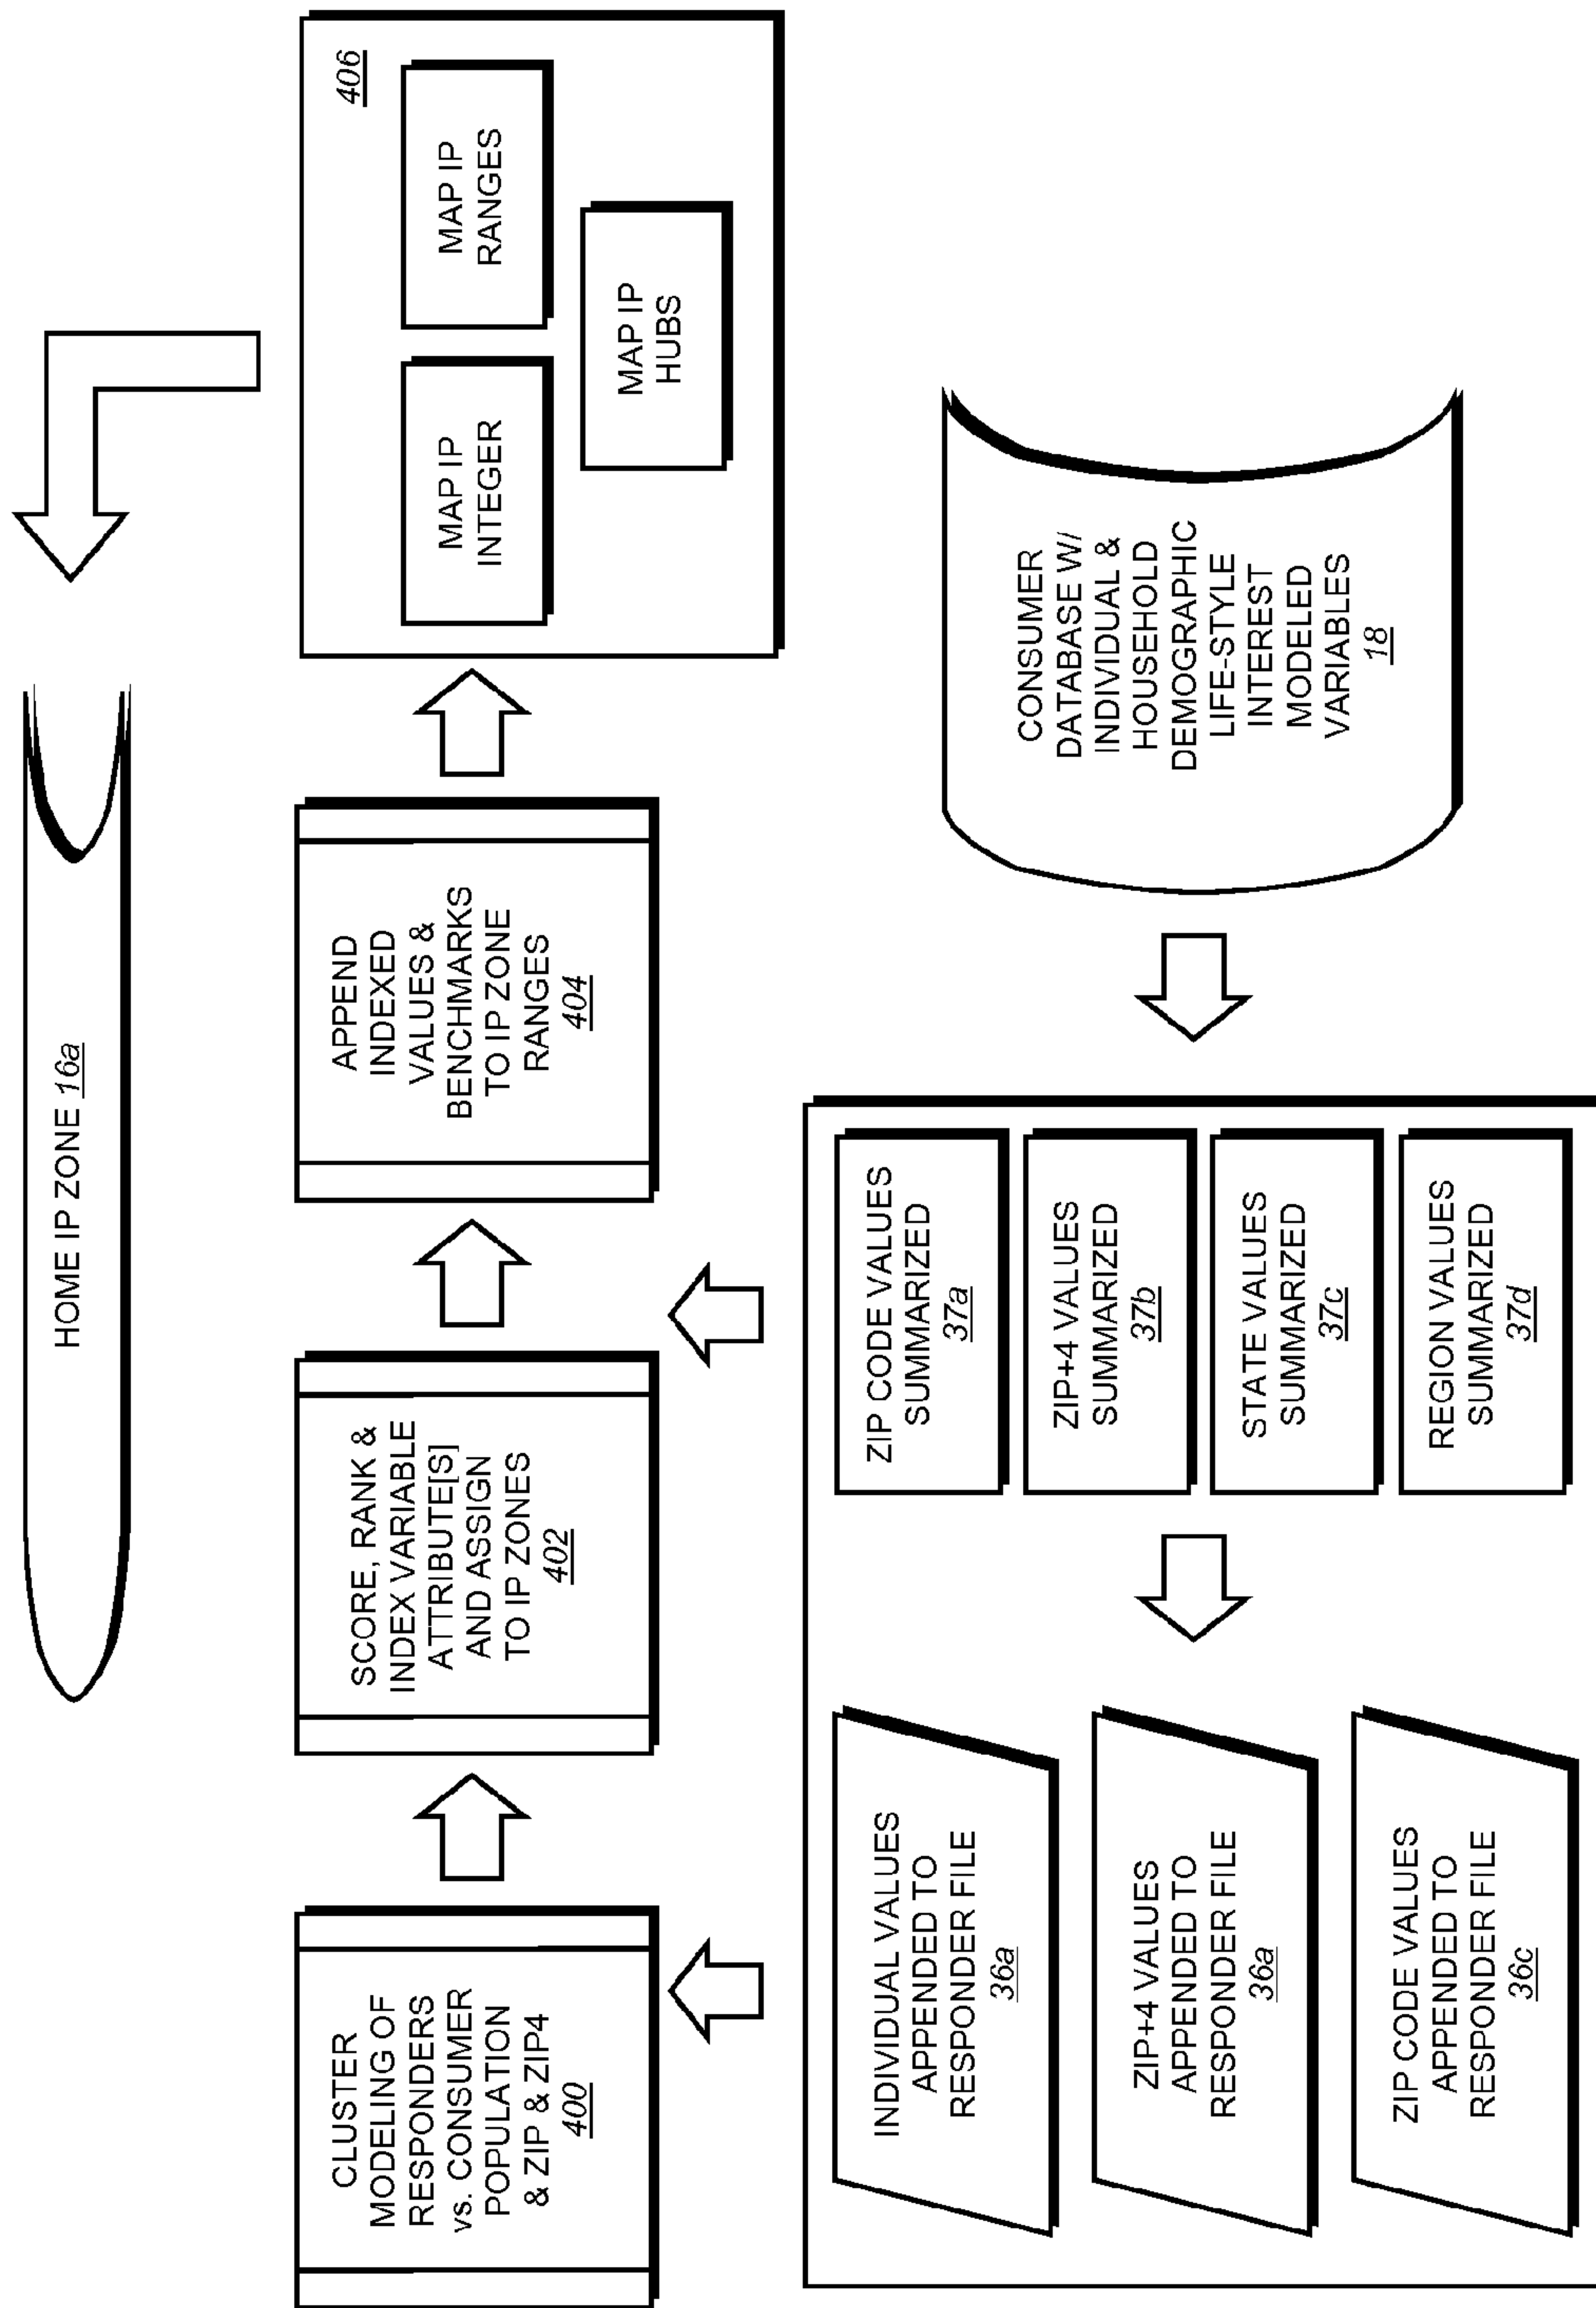 HOME IP ZONE 16a
CLUSTER
MODELING OF
RESPONDERS
vs. CONSUMER
POPULATION
& ZIP & ZIP4
400
SCORE, RANK &
INDEX VARIABLE
ATTRIBUTE[S]
AND ASSIGN
TO IP ZONES
402
APPEND
INDEXED
VALUES &
BENCHMARKS
TO IP ZONE
RANGES
404
406
MAP IP
INTEGER
MAP IP
RANGES
MAP IP
HUBS
INDIVIDUAL VALUES
APPENDED TO
RESPONDER FILE
36a
ZIP+4 VALUES
APPENDED TO
RESPONDER FILE
36a
ZIP CODE VALUES
APPENDED TO
RESPONDER FILE
36c
ZIP CODE VALUES
SUMMARIZED
37a
ZIP+4 VALUES
SUMMARIZED
37b
STATE VALUES
SUMMARIZED
37c
REGION VALUES
SUMMARIZED
37d
CONSUMER
DATABASE W/
INDIVIDUAL &
HOUSEHOLD
DEMOGRAPHIC
LIFE-STYLE
INTEREST
MODELED
VARIABLES
18